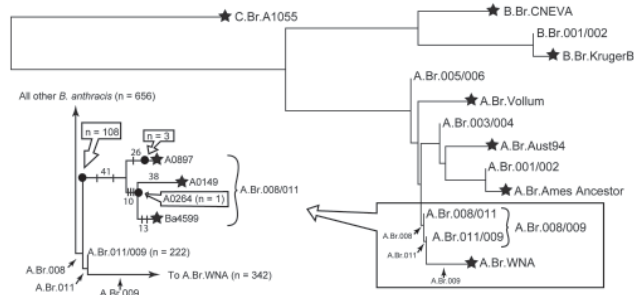 C.Br.A1055
B.Br.CNEVA
B.Br.001/002
B.Br.KrugerB
A.Br.005/006
A.Br.Vollum
A.Br.003/004
A.Br.Aust94
A.Br.001/002
A.Br.Ames Ancestor
A.Br.008/011
A.Br.008
A.Br.008/009
A.Br.011/009
A.Br.011
A.Br.WNA
A.Br.009
All other B. anthracis (n = 656)
n = 108
n = 3
26
A0897
41
38
A0149
A.Br.008/011
10
A0264 (n = 1)
Ba4599
13
A.Br.011/009 (n = 222)
A.Br.008
To A.Br.WNA (n = 342)
A.Br.011
A.Br.009